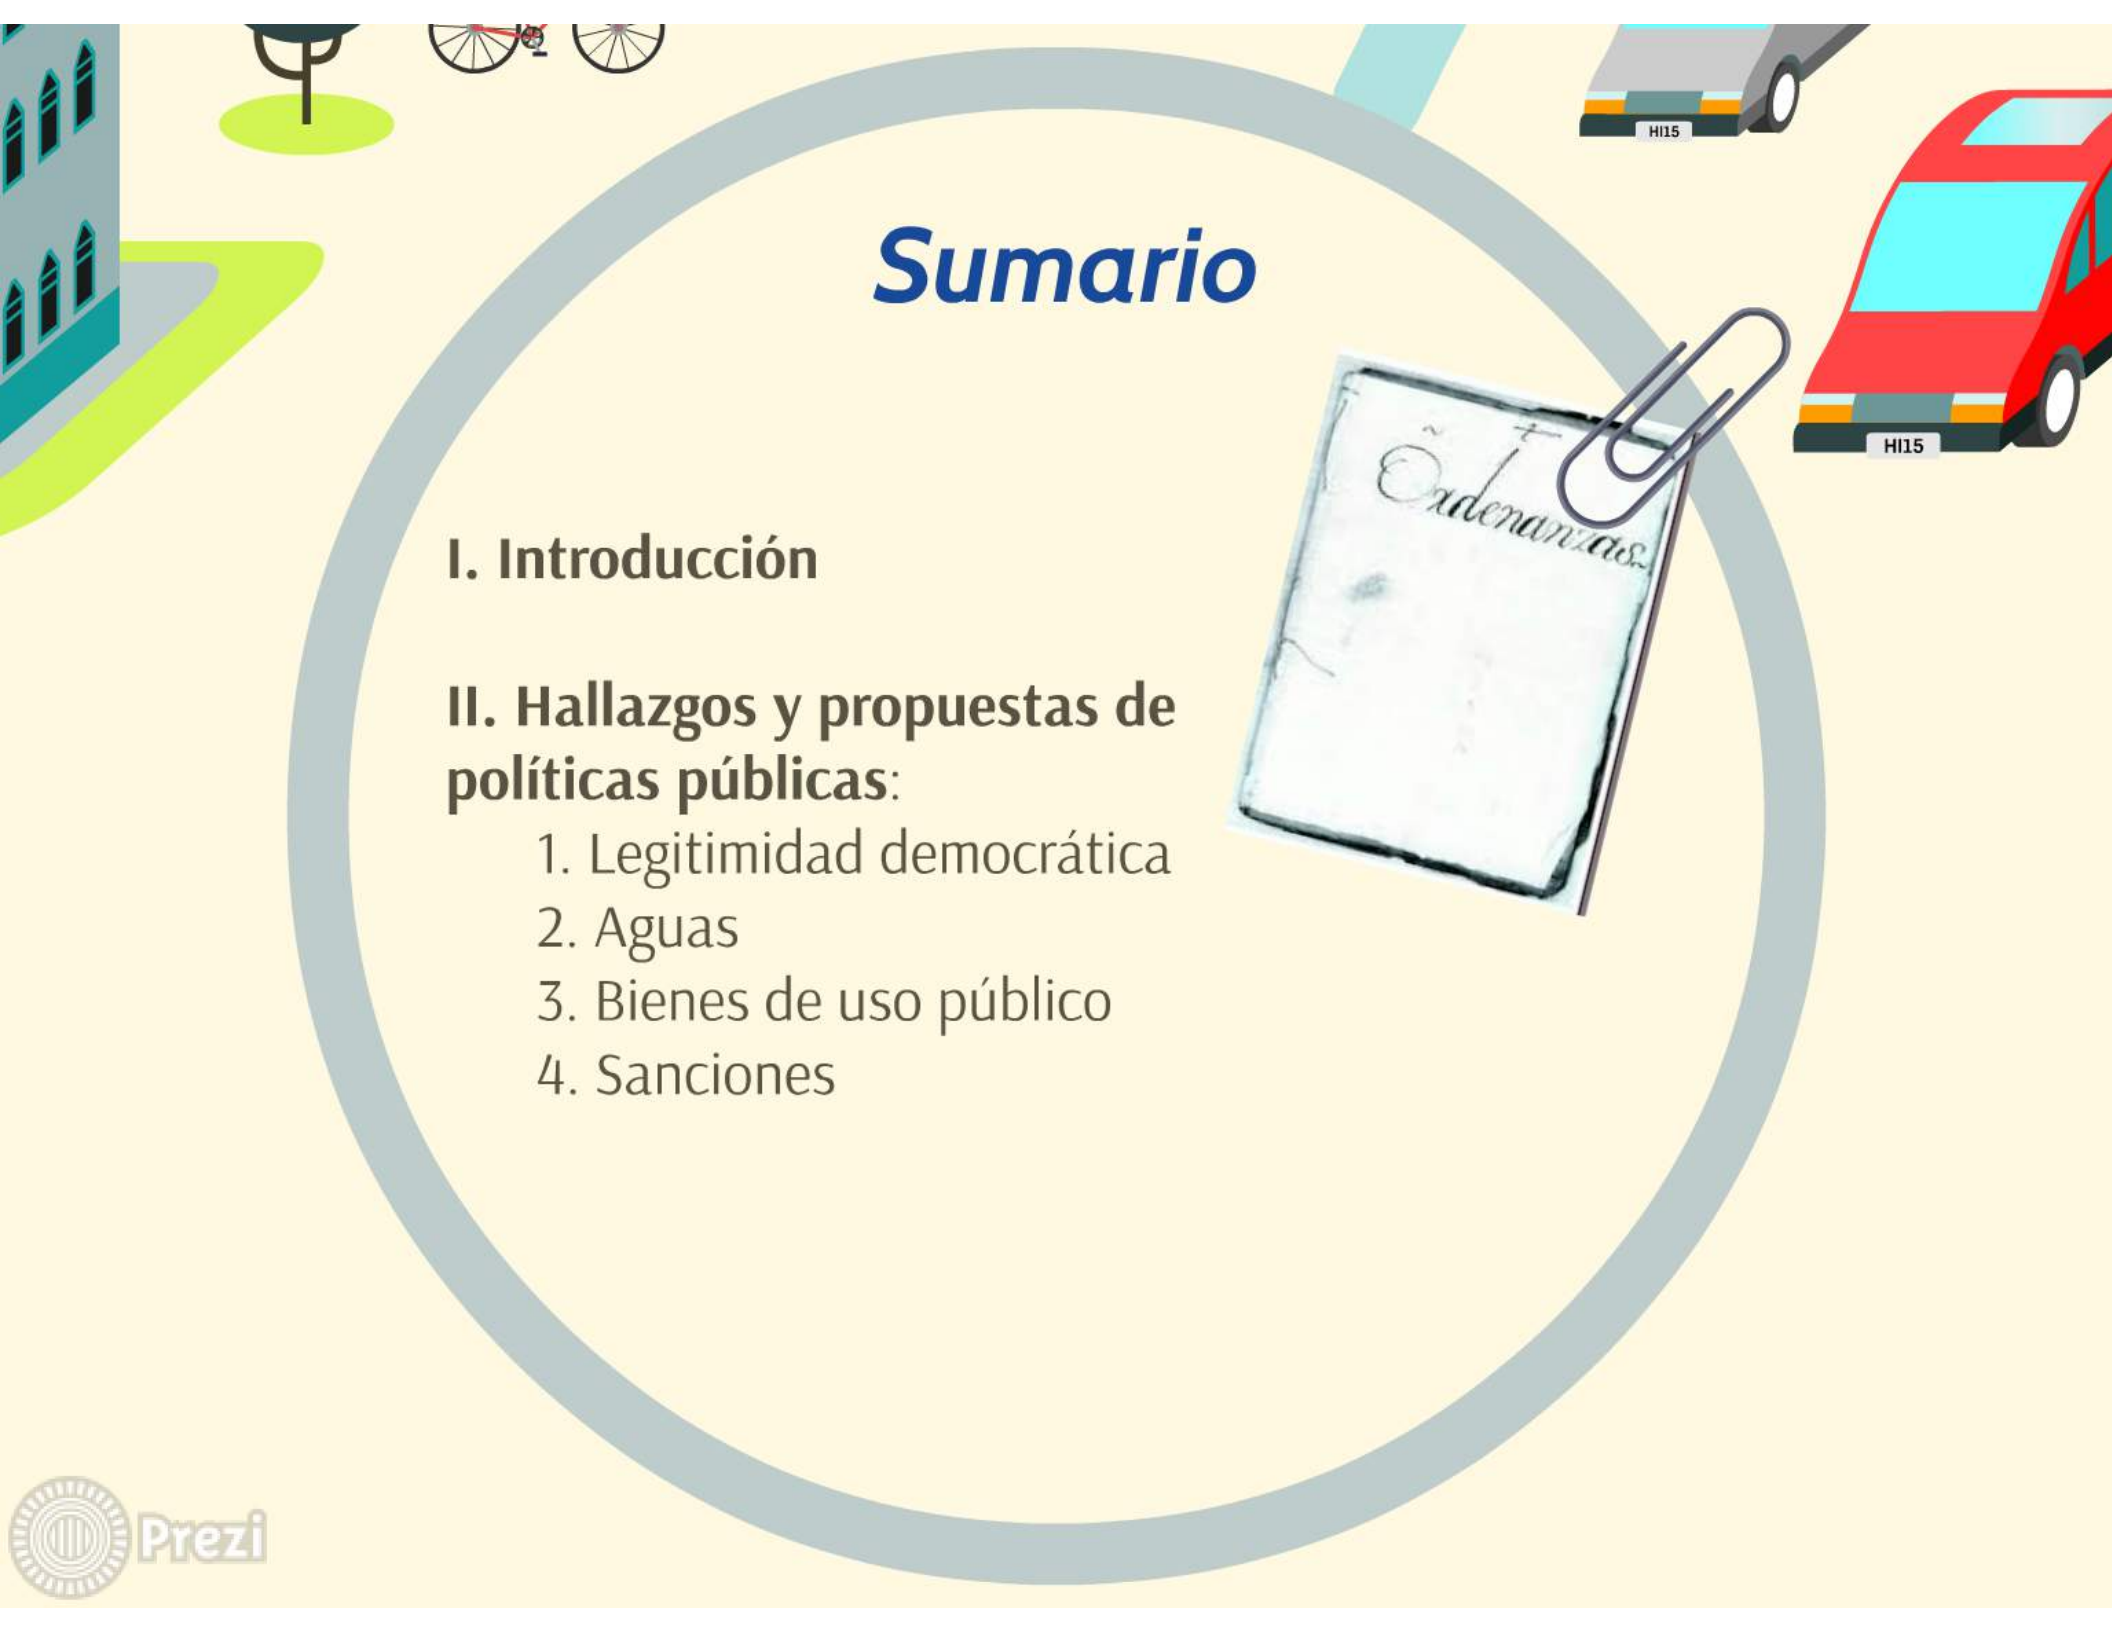 HI15
Sumario
HI15
Ordenanzas
I. Introducción
II. Hallazgos y propuestas de
políticas públicas:
1. Legitimidad democrática
2. Aguas
3. Bienes de uso público
4. Sanciones
Prezi